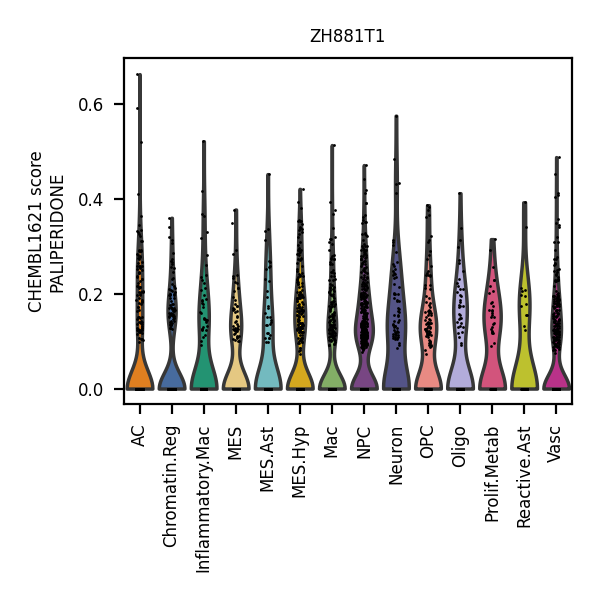 ZH881T1
CHEMBL1621 score
PALIPERIDONE
0.6
0.4
0.2
0.0
AC
Chromatin.Reg
Inflammatory.Mac
MES
MES.Ast
MES.Hyp
Mac
NPC
Neuron
OPC
Oligo
Prolif.Metab
Reactive.Ast
Vasc